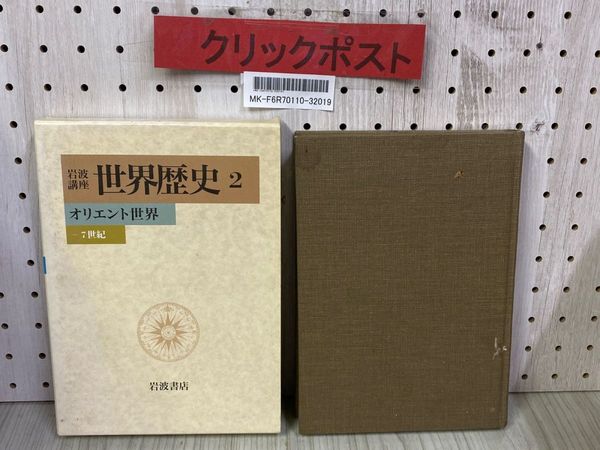 クリックポスト
MK-F6R70110-32019
岩波
講座
世界歴史 2
オリエント世界
- 7世紀
岩波書店